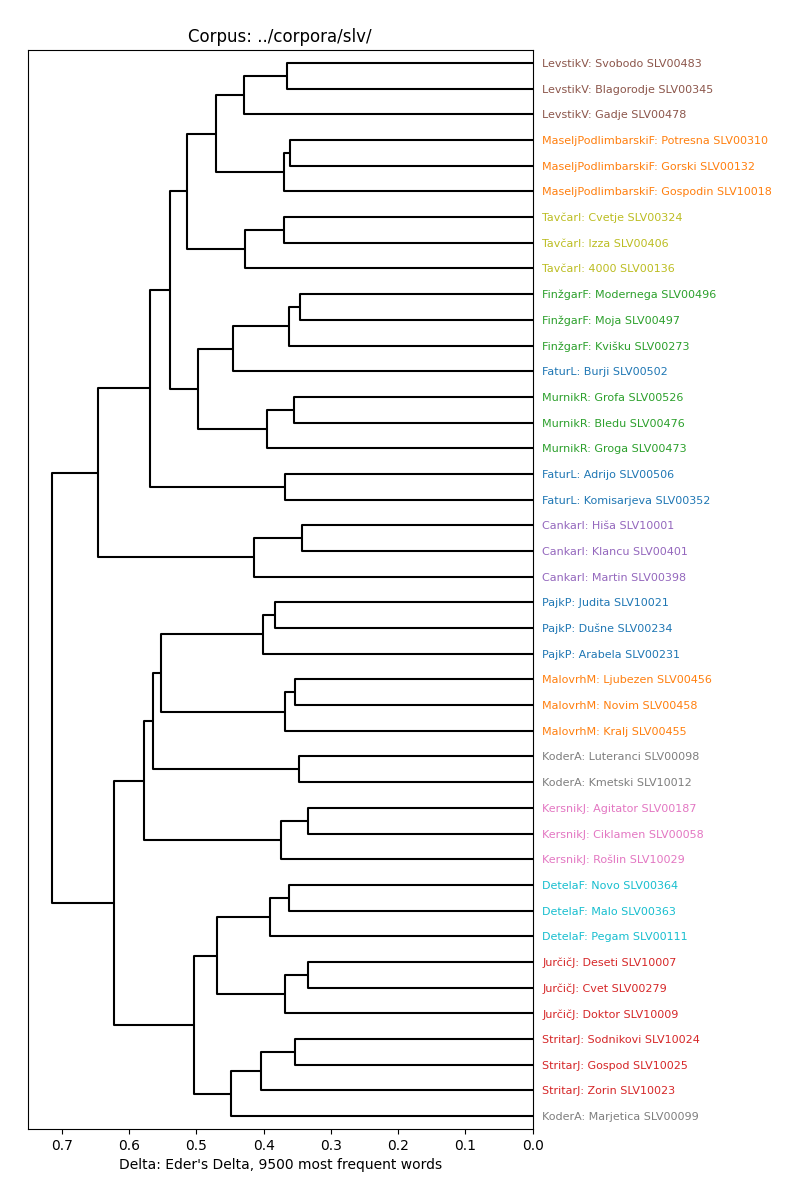 Corpus: ../corpora/slv/
LevstikV: Svobodo SLV00483
LevstikV: Blagorodje SLV00345
LevstikV: Gadje SLV00478
MaseljPodlimbarskiF: Potresna SLV00310
MaseljPodlimbarskiF: Gorski SLV00132
MaseljPodlimbarskiF: Gospodin SLV10018
TavčarI: Cvetje SLV00324
TavčarI: Izza SLV00406
TavčarI: 4000 SLV00136
FinžgarF: Modernega SLV00496
FinžgarF: Moja SLV00497
FinžgarF: Kvišku SLV00273
FaturL: Burji SLV00502
MurnikR: Grofa SLV00526
MurnikR: Bledu SLV00476
MurnikR: Groga SLV00473
FaturL: Adrijo SLV00506
FaturL: Komisarjeva SLV00352
CankarI: Hiša SLV10001
CankarI: Klancu SLV00401
CankarI: Martin SLV00398
PajkP: Judita SLV10021
PajkP: Dušne SLV00234
PajkP: Arabela SLV00231
MalovrhM: Ljubezen SLV00456
MalovrhM: Novim SLV00458
MalovrhM: Kralj SLV00455
KoderA: Luteranci SLV00098
KoderA: Kmetski SLV10012
KersnikJ: Agitator SLV00187
KersnikJ: Ciklamen SLV00058
KersnikJ: Rošlin SLV10029
DetelaF: Novo SLV00364
DetelaF: Malo SLV00363
DetelaF: Pegam SLV00111
JurčičJ: Deseti SLV10007
JurčičJ: Cvet SLV00279
JurčičJ: Doktor SLV10009
StritarJ: Sodnikovi SLV10024
StritarJ: Gospod SLV10025
StritarJ: Zorin SLV10023
KoderA: Marjetica SLV00099
0.7 0.6 0.5 0.4 0.3 0.2 0.1 0.0
Delta: Eder's Delta, 9500 most frequent words